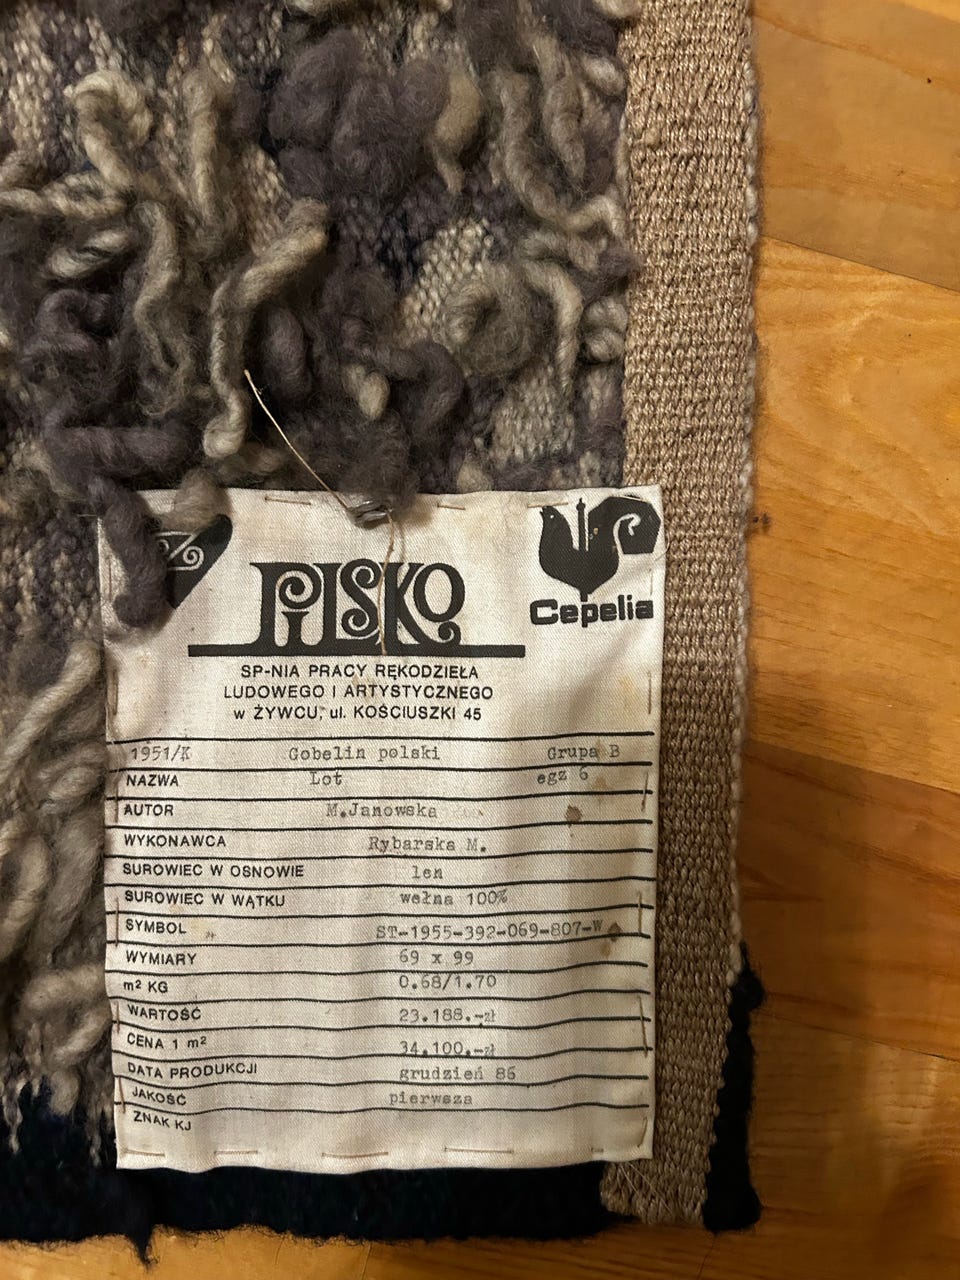 PILSKO
Cepelia
SP-NIA PRACY RĘKODZIEŁA
LUDOWEGO I ARTYSTYCZNEGO
w ŻYWCU, ul. KOŚCIUSZKI 45
1951/K Gobelin polski Grupa B
NAZWA Lot egz 6
AUTOR M.Janowska
WYKONAWCA Rybarska M.
SUROWIEC W OSNOWIE len
SUROWIEC W WĄTKU wełna 100%
SYMBOL ST-1955-392-069-807-W
WYMIARY 69 x 99
m² KG 0.68/1.70
WARTOŚĆ 23.188.-zł
CENA 1 m² 34.100.-zł
DATA PRODUKCJI grudzień 86
JAKOŚĆ pierwsza
ZNAK KJ